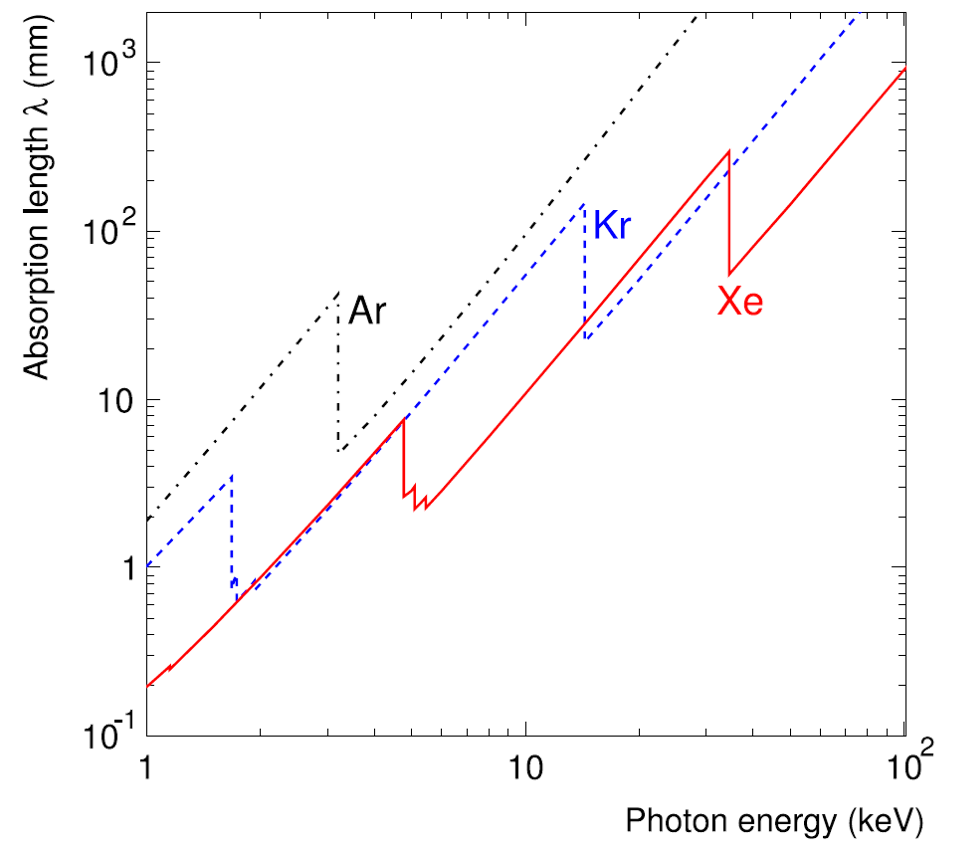 Absorption length λ (mm)
10³
10²
10
1
10⁻¹
Ar
Kr
Xe
1
10
10²
Photon energy (keV)